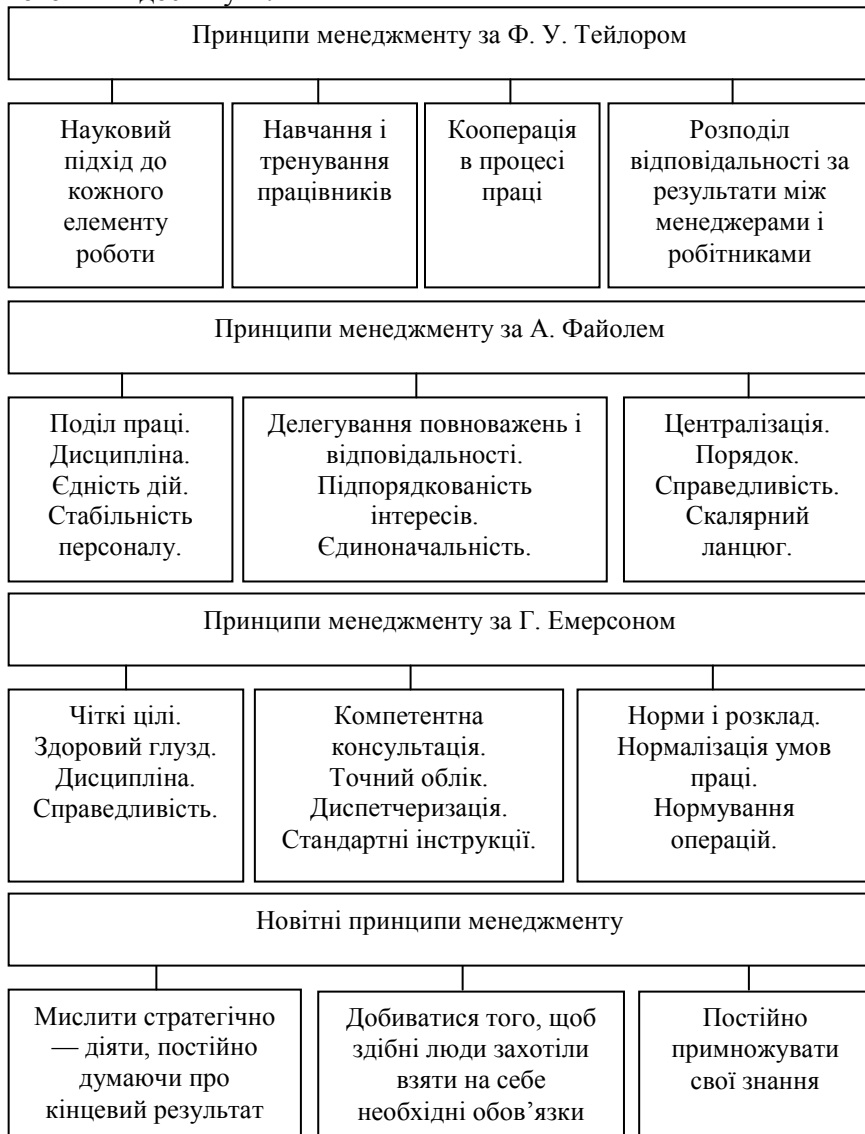 Принципи менеджменту за Ф. У. Тейлором
Науковий
підхід до
кожного
елементу
роботи
Навчання і
тренування
працівників
Кооперація
в процесі
праці
Розподіл
відповідальності за
результати між
менеджерами і
робітниками
Принципи менеджменту за А. Файолем
Поділ праці.
Дисципліна.
Єдність дій.
Стабільність
персоналу.
Делегування повноважень і
відповідальності.
Підпорядкованість
інтересів.
Єдиноначальність.
Централізація.
Порядок.
Справедливість.
Скалярний
ланцюг.
Принципи менеджменту за Г. Емерсоном
Чіткі цілі.
Здоровий глузд.
Дисципліна.
Справедливість.
Компетентна
консультація.
Точний облік.
Диспетчеризація.
Стандартні інструкції.
Норми і розклад.
Нормалізація умов
праці.
Нормування
операцій.
Новітні принципи менеджменту
Мислити стратегічно
— діяти, постійно
думаючи про
кінцевий результат
Добиватися того, щоб
здібні люди захотіли
взяти на себе
необхідні обов’язки
Постійно
примножувати
свої знання